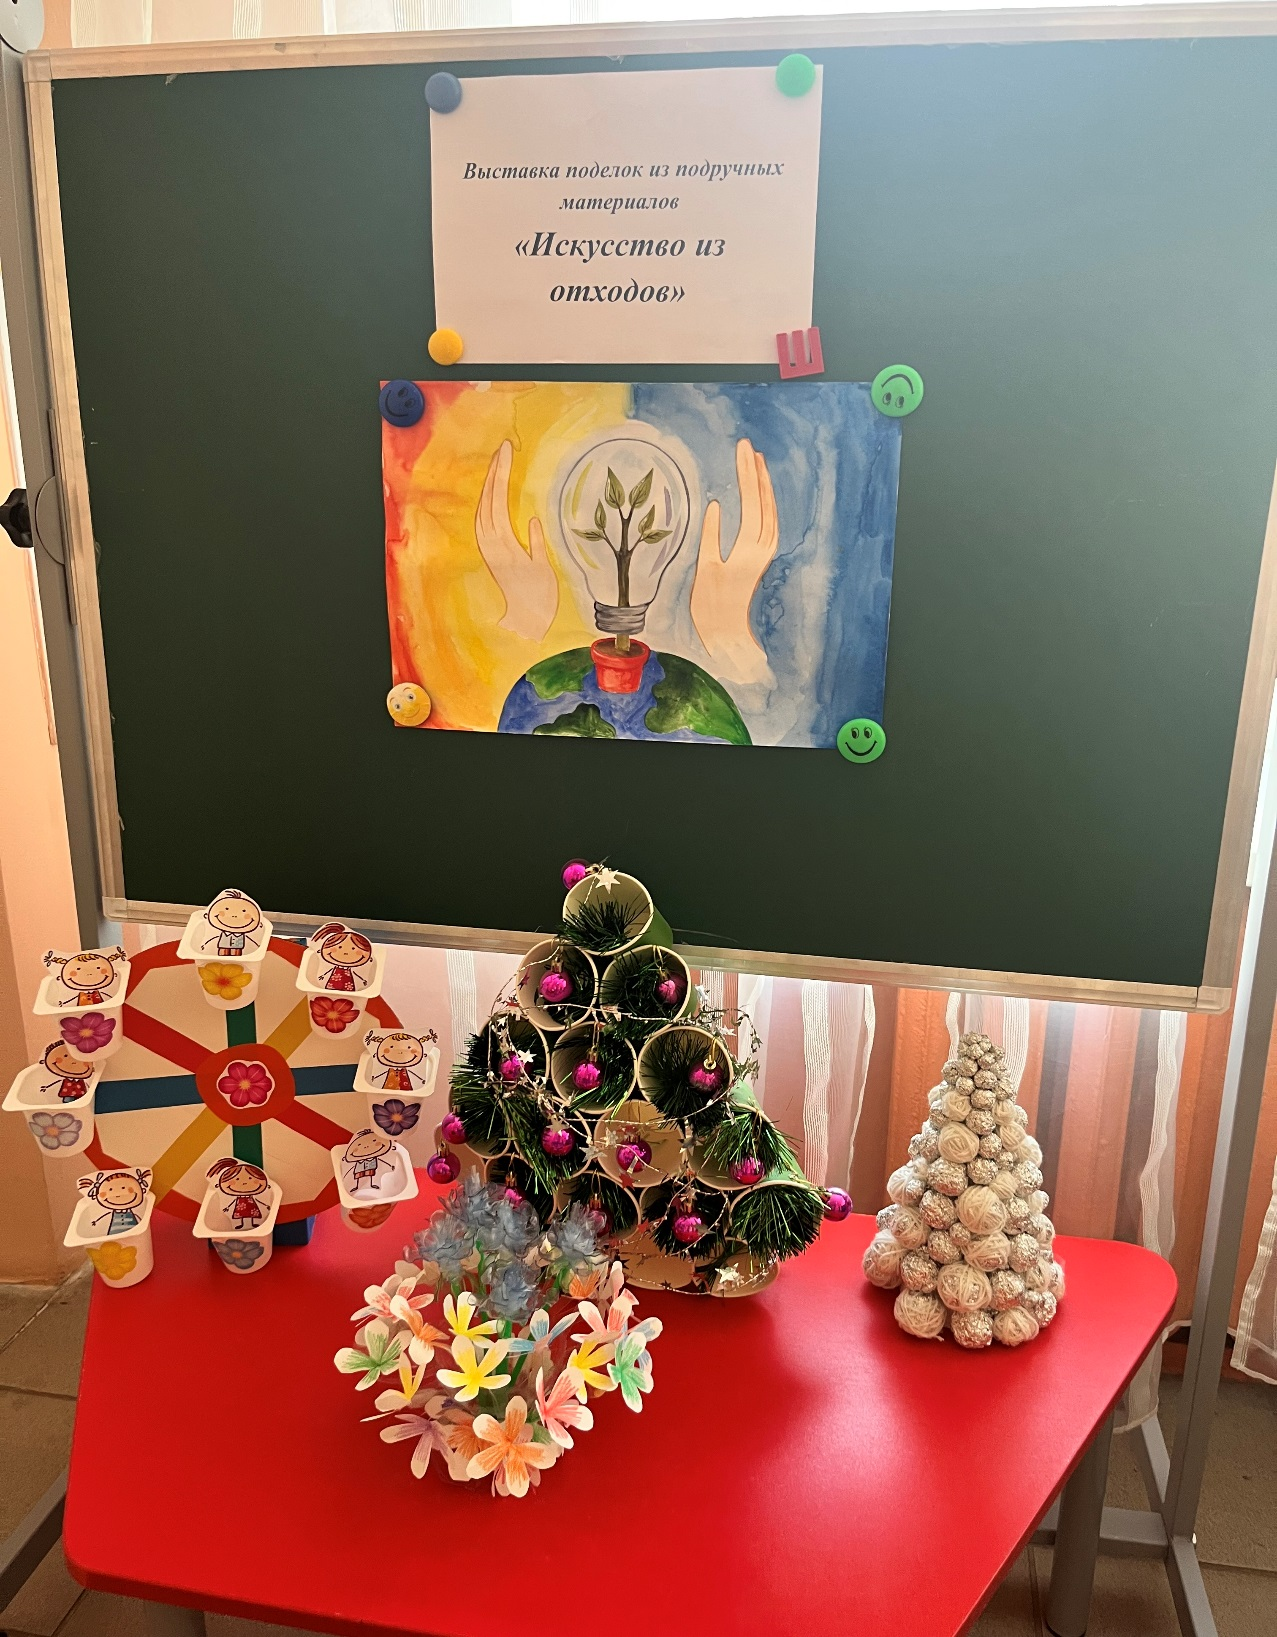 Выставка поделок из подручных
материалов
«Искусство из
отходов»
Ш